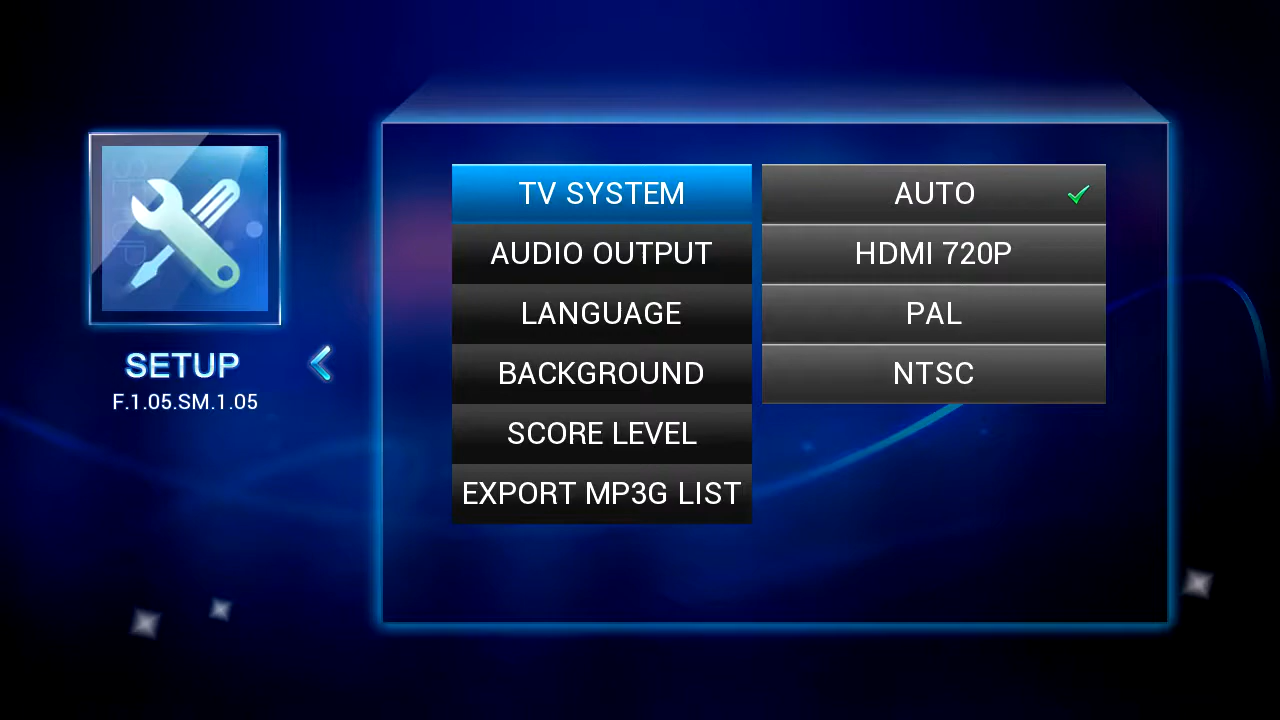 SETUP
F.1.05.SM.1.05
TV SYSTEM
AUDIO OUTPUT
LANGUAGE
BACKGROUND
SCORE LEVEL
EXPORT MP3G LIST
AUTO
HDMI 720P
PAL
NTSC